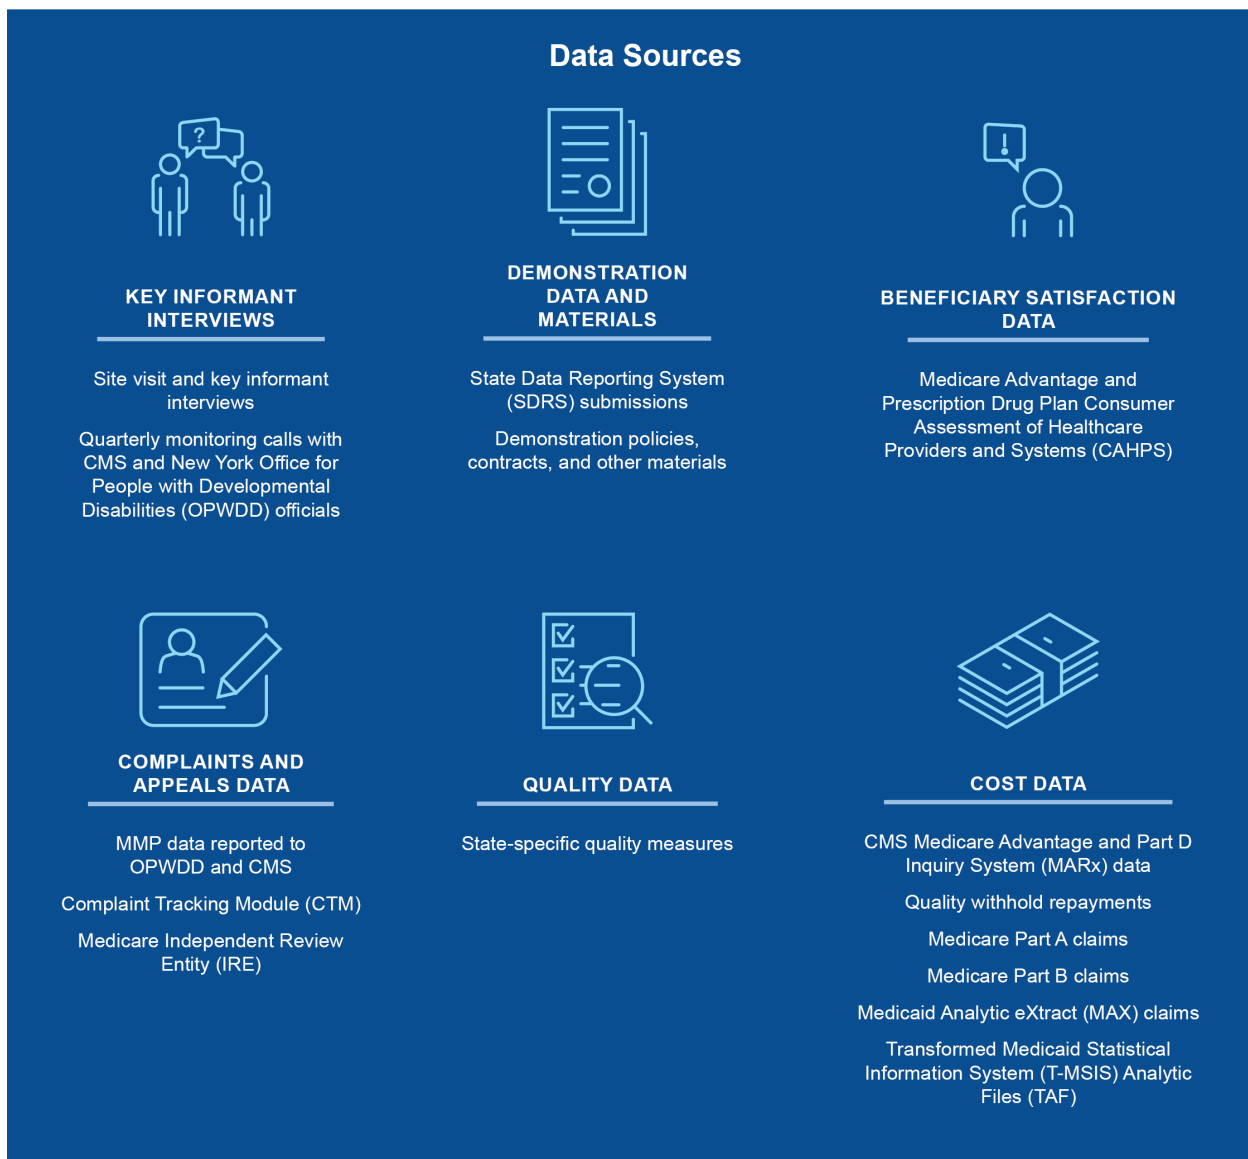 Data Sources
?
!
KEY INFORMANT
INTERVIEWS
Site visit and key informant
interviews
Quarterly monitoring calls with
CMS and New York Office for
People with Developmental
Disabilities (OPWDD) officials
DEMONSTRATION
DATA AND
MATERIALS
State Data Reporting System
(SDRS) submissions
Demonstration policies,
contracts, and other materials
BENEFICIARY SATISFACTION
DATA
Medicare Advantage and
Prescription Drug Plan Consumer
Assessment of Healthcare
Providers and Systems (CAHPS)
COMPLAINTS AND
APPEALS DATA
MMP data reported to
OPWDD and CMS
Complaint Tracking Module (CTM)
Medicare Independent Review
Entity (IRE)
QUALITY DATA
State-specific quality measures
COST DATA
CMS Medicare Advantage and Part D
Inquiry System (MARx) data
Quality withhold repayments
Medicare Part A claims
Medicare Part B claims
Medicaid Analytic eXtract (MAX) claims
Transformed Medicaid Statistical
Information System (T-MSIS) Analytic
Files (TAF)